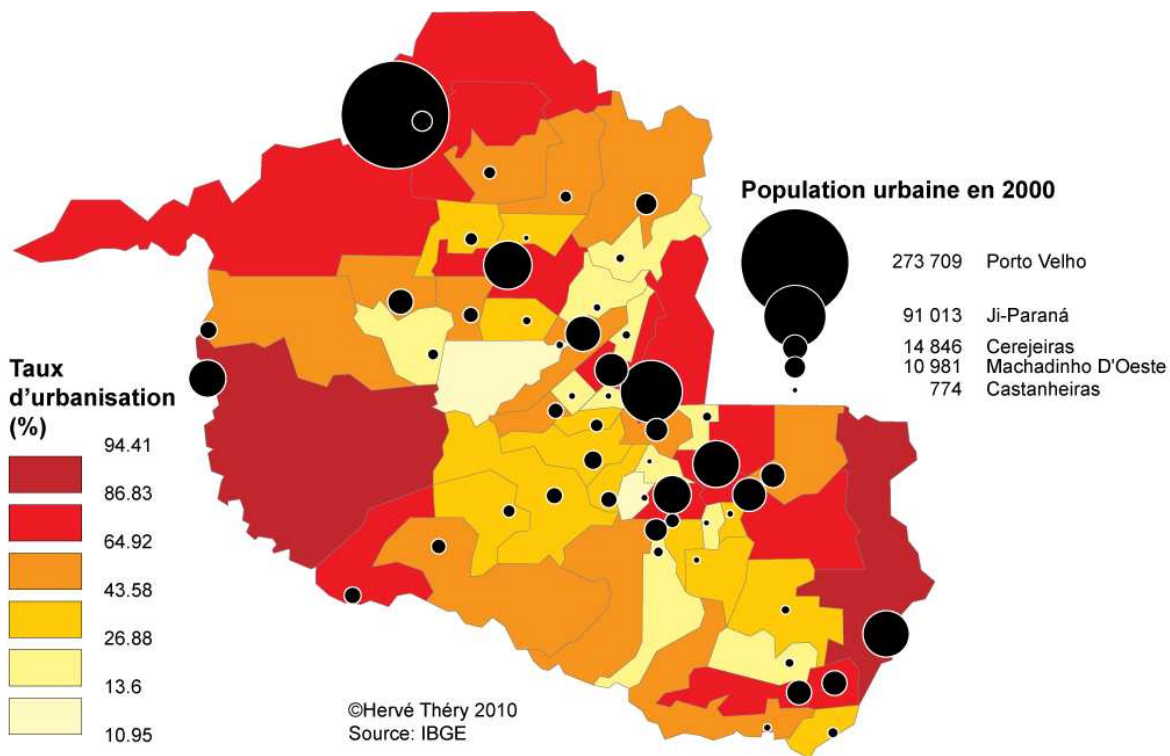 Population urbaine en 2000
273 709 Porto Velho
91 013 Ji-Paraná
14 846 Cerejeiras
10 981 Machadinho D'Oeste
774 Castanheiras
Taux
d'urbanisation
(%)
94.41
86.83
64.92
43.58
26.88
13.6
10.95
©Hervé Théry 2010
Source: IBGE